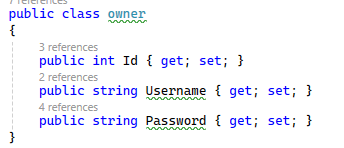 7 references
public class owner
{
3 references
public int Id { get; set; }
2 references
public string Username { get; set; }
4 references
public string Password { get; set; }
}